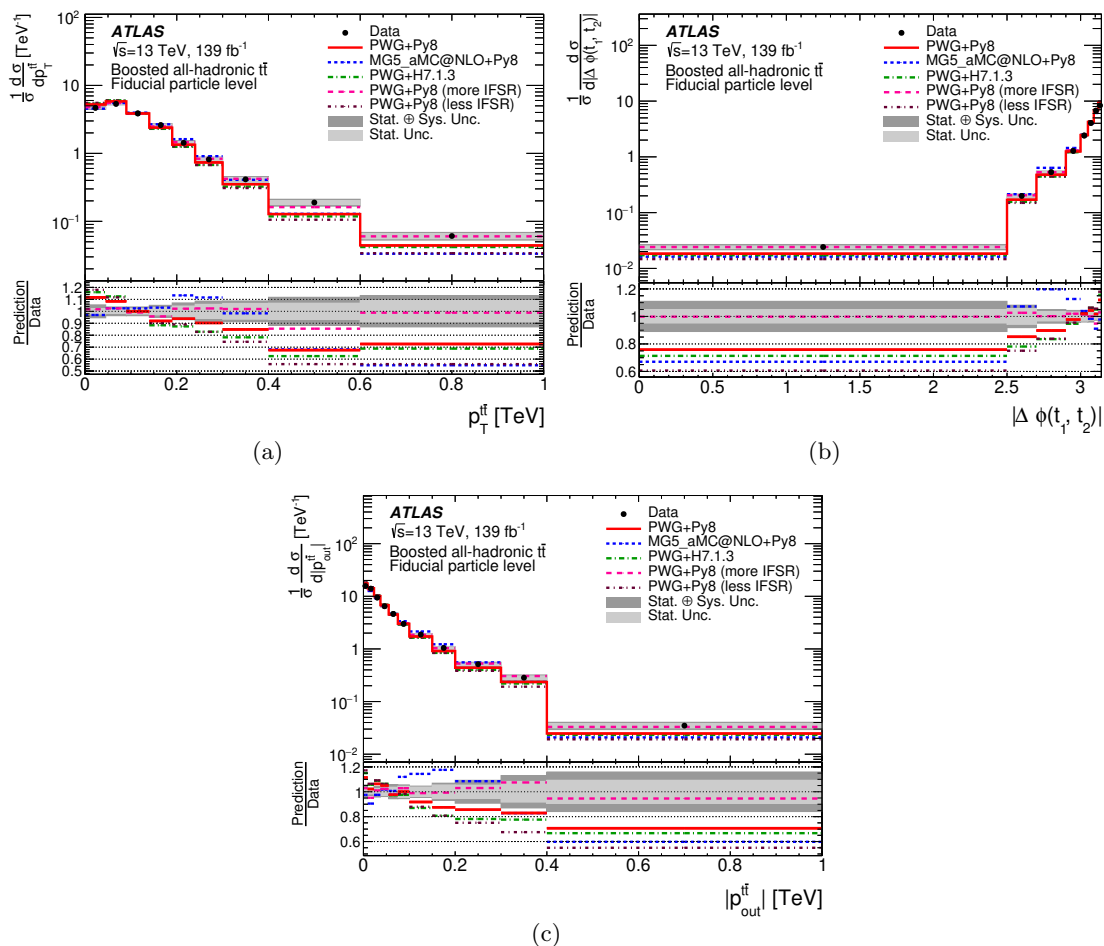 1/σ d σ/dp_T^{tt̄} [TeV⁻¹]
10²
10
1
10⁻¹
ATLAS
√s=13 TeV, 139 fb⁻¹
Boosted all-hadronic tt̄
Fiducial particle level
Data
PWG+Py8
MG5_aMC@NLO+Py8
PWG+H7.1.3
PWG+Py8 (more IFSR)
PWG+Py8 (less IFSR)
Stat. ⊕ Sys. Unc.
Stat. Unc.
Prediction
Data
1.2
1.1
1
0.9
0.8
0.7
0.6
0.5
0 0.2 0.4 0.6 0.8 1
p_T^{tt̄} [TeV]
(a)
1/σ d σ/d|Δ φ(t₁, t₂)|
10²
10
1
10⁻¹
10⁻²
ATLAS
√s=13 TeV, 139 fb⁻¹
Boosted all-hadronic tt̄
Fiducial particle level
Data
PWG+Py8
MG5_aMC@NLO+Py8
PWG+H7.1.3
PWG+Py8 (more IFSR)
PWG+Py8 (less IFSR)
Stat. ⊕ Sys. Unc.
Stat. Unc.
Prediction
Data
1.2
1
0.8
0.6
0 0.5 1 1.5 2 2.5 3
|Δ φ(t₁, t₂)|
(b)
1/σ d σ/d|p_out^{tt̄}| [TeV⁻¹]
10²
10
1
10⁻¹
10⁻²
ATLAS
√s=13 TeV, 139 fb⁻¹
Boosted all-hadronic tt̄
Fiducial particle level
Data
PWG+Py8
MG5_aMC@NLO+Py8
PWG+H7.1.3
PWG+Py8 (more IFSR)
PWG+Py8 (less IFSR)
Stat. ⊕ Sys. Unc.
Stat. Unc.
Prediction
Data
1.2
1
0.8
0.6
0 0.2 0.4 0.6 0.8 1
|p_out^{tt̄}| [TeV]
(c)